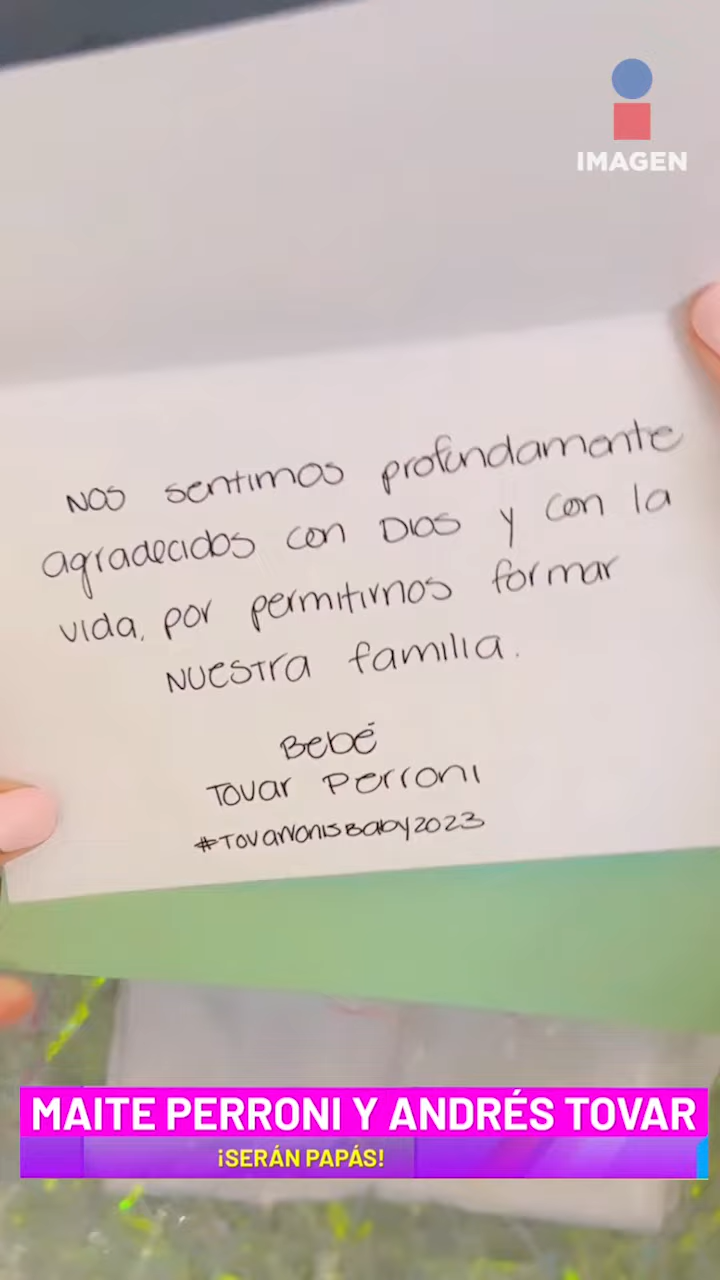 IMAGEN
Nos sentimos profundamente
agradecidos con Dios y con la
vida, por permitirnos formar
nuestra familia.
Bebé
Tovar Perroni
#TovarronisBaby2023
MAITE PERRONI Y ANDRÉS TOVAR
¡SERÁN PAPÁS!